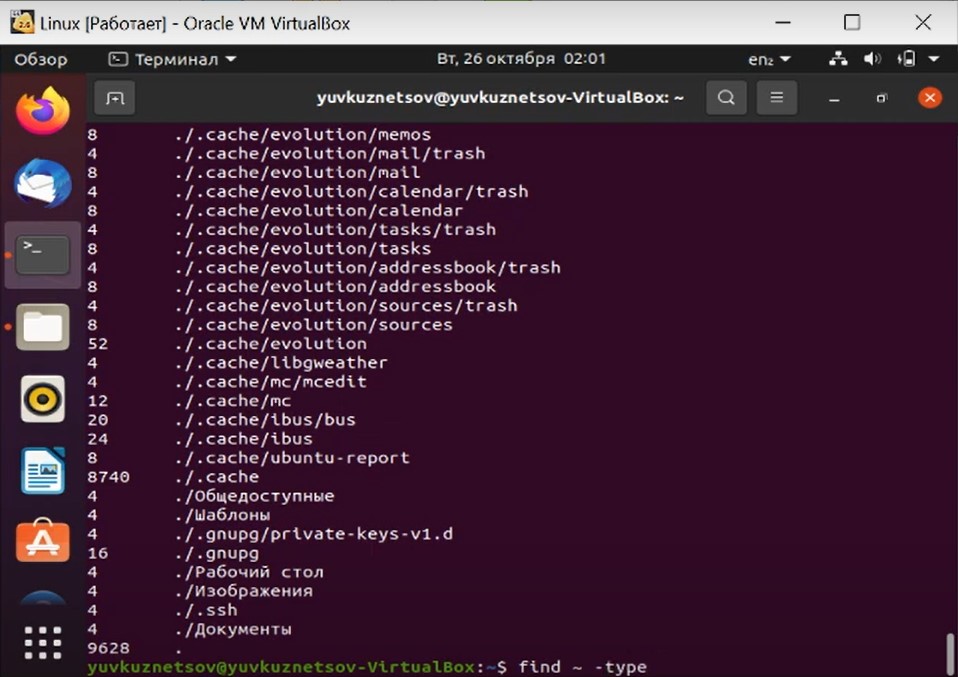 Linux [Работает] - Oracle VM VirtualBox
Обзор Терминал Вт, 26 октября 02:01 en₂
yuvkuznetsov@yuvkuznetsov-VirtualBox: ~
8 ./.cache/evolution/memos
4 ./.cache/evolution/mail/trash
8 ./.cache/evolution/mail
4 ./.cache/evolution/calendar/trash
8 ./.cache/evolution/calendar
4 ./.cache/evolution/tasks/trash
8 ./.cache/evolution/tasks
4 ./.cache/evolution/addressbook/trash
8 ./.cache/evolution/addressbook
4 ./.cache/evolution/sources/trash
8 ./.cache/evolution/sources
52 ./.cache/evolution
4 ./.cache/libgweather
4 ./.cache/mc/mcedit
12 ./.cache/mc
20 ./.cache/ibus/bus
24 ./.cache/ibus
8 ./.cache/ubuntu-report
8740 ./.cache
4 ./Общедоступные
4 ./Шаблоны
4 ./.gnupg/private-keys-v1.d
16 ./.gnupg
4 ./Рабочий стол
4 ./Изображения
4 ./.ssh
4 ./Документы
9628 .
yuvkuznetsov@yuvkuznetsov-VirtualBox:~$ find ~ -type